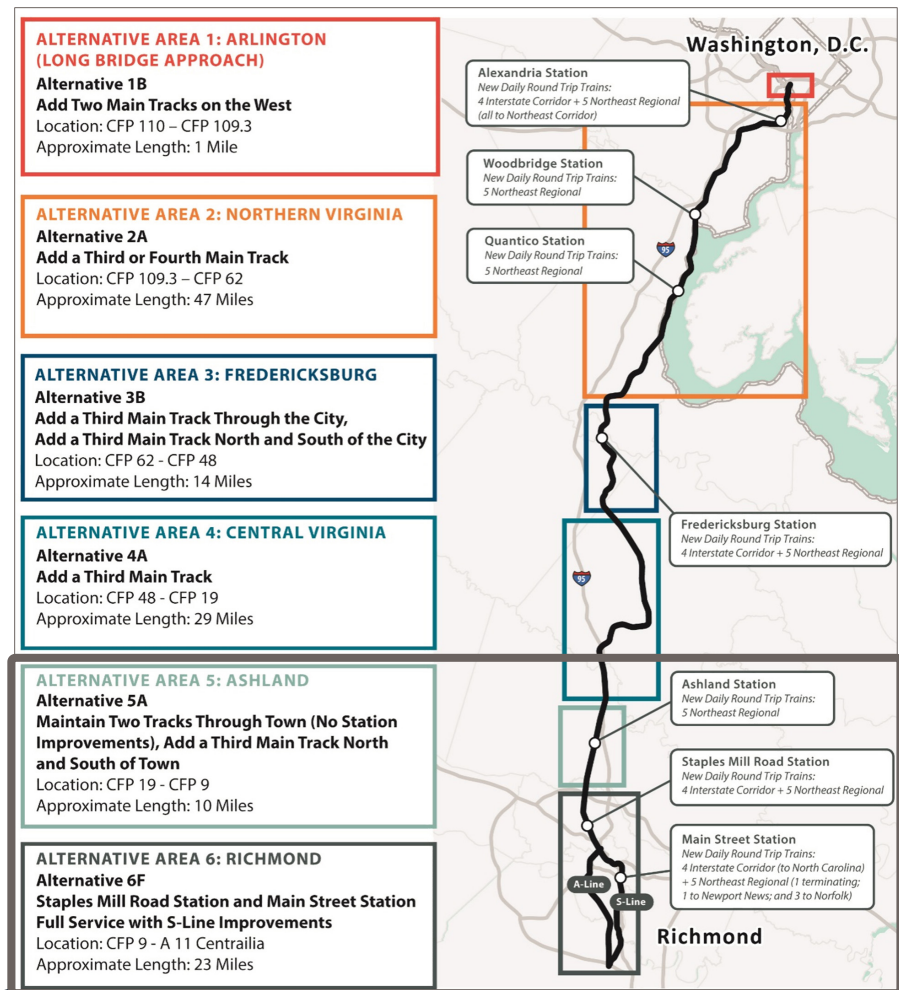 ALTERNATIVE AREA 1: ARLINGTON
(LONG BRIDGE APPROACH)
Alternative 1B
Add Two Main Tracks on the West
Location: CFP 110 – CFP 109.3
Approximate Length: 1 Mile
ALTERNATIVE AREA 2: NORTHERN VIRGINIA
Alternative 2A
Add a Third or Fourth Main Track
Location: CFP 109.3 – CFP 62
Approximate Length: 47 Miles
ALTERNATIVE AREA 3: FREDERICKSBURG
Alternative 3B
Add a Third Main Track Through the City,
Add a Third Main Track North and South of the City
Location: CFP 62 - CFP 48
Approximate Length: 14 Miles
ALTERNATIVE AREA 4: CENTRAL VIRGINIA
Alternative 4A
Add a Third Main Track
Location: CFP 48 - CFP 19
Approximate Length: 29 Miles
ALTERNATIVE AREA 5: ASHLAND
Alternative 5A
Maintain Two Tracks Through Town (No Station
Improvements), Add a Third Main Track North
and South of Town
Location: CFP 19 - CFP 9
Approximate Length: 10 Miles
ALTERNATIVE AREA 6: RICHMOND
Alternative 6F
Staples Mill Road Station and Main Street Station
Full Service with S-Line Improvements
Location: CFP 9 - A 11 Centrailia
Approximate Length: 23 Miles
Washington, D.C.
Alexandria Station
New Daily Round Trip Trains:
4 Interstate Corridor + 5 Northeast Regional
(all to Northeast Corridor)
Woodbridge Station
New Daily Round Trip Trains:
5 Northeast Regional
95
Quantico Station
New Daily Round Trip Trains:
5 Northeast Regional
Fredericksburg Station
New Daily Round Trip Trains:
4 Interstate Corridor + 5 Northeast Regional
95
Ashland Station
New Daily Round Trip Trains:
5 Northeast Regional
Staples Mill Road Station
New Daily Round Trip Trains:
4 Interstate Corridor + 5 Northeast Regional
Main Street Station
New Daily Round Trip Trains:
4 Interstate Corridor (to North Carolina)
+ 5 Northeast Regional (1 terminating;
1 to Newport News; and 3 to Norfolk)
A-Line
S-Line
Richmond